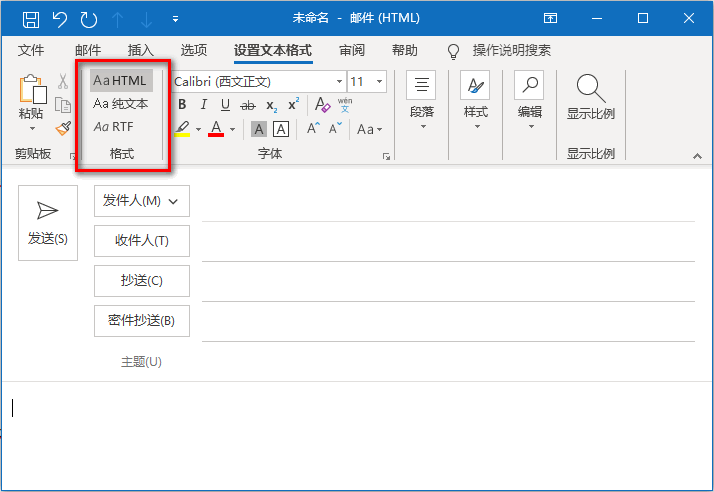 未命名 - 邮件 (HTML)
文件 邮件 插入 选项 设置文本格式 审阅 帮助 操作说明搜索
粘贴
剪贴板
Aa HTML
Aa 纯文本
Aa RTF
格式
Calibri (西文正文) 11
B I U ab x₂ x² A wén 文
A A A A^ A˅ Aa
字体
段落
样式
编辑
显示比例
显示比例
发送(S)
发件人(M)
收件人(T)
抄送(C)
密件抄送(B)
主题(U)